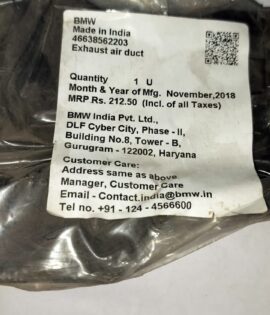 BMW
Made in India
46638562203
Exhaust air duct
Quantity 1 U
Month & Year of Mfg. November,2018
MRP Rs. 212.50 (Incl. of all Taxes)
BMW India Pvt. Ltd.,
DLF Cyber City, Phase - II,
Building No.8, Tower - B,
Gurugram - 122002, Haryana
Customer Care:
Address same as above
Manager, Customer Care
Email - Contact.india@bmw.in
Tel no. +91 - 124 - 4566600